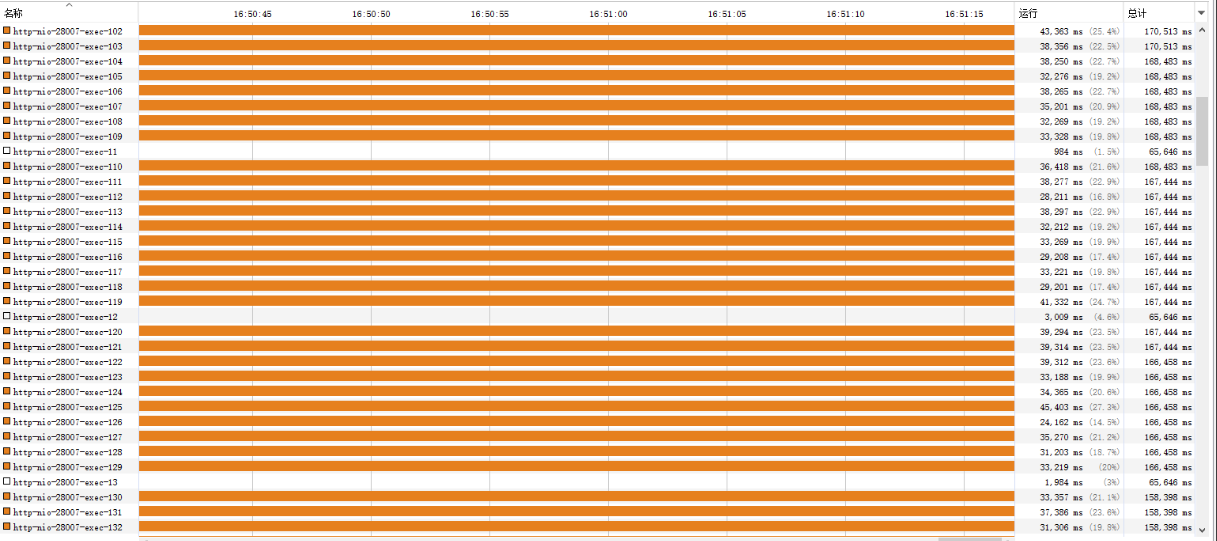 名称 16:50:45 16:50:50 16:50:55 16:51:00 16:51:05 16:51:10 16:51:15 运行 总计
http-nio-28007-exec-102 43,363 ms (25.4%) 170,513 ms
http-nio-28007-exec-103 38,356 ms (22.5%) 170,513 ms
http-nio-28007-exec-104 38,250 ms (22.7%) 168,483 ms
http-nio-28007-exec-105 32,276 ms (19.2%) 168,483 ms
http-nio-28007-exec-106 38,265 ms (22.7%) 168,483 ms
http-nio-28007-exec-107 35,201 ms (20.9%) 168,483 ms
http-nio-28007-exec-108 32,269 ms (19.2%) 168,483 ms
http-nio-28007-exec-109 33,328 ms (19.8%) 168,483 ms
http-nio-28007-exec-11 984 ms (1.5%) 65,646 ms
http-nio-28007-exec-110 36,418 ms (21.6%) 168,483 ms
http-nio-28007-exec-111 38,277 ms (22.9%) 167,444 ms
http-nio-28007-exec-112 28,211 ms (16.8%) 167,444 ms
http-nio-28007-exec-113 38,297 ms (22.9%) 167,444 ms
http-nio-28007-exec-114 32,212 ms (19.2%) 167,444 ms
http-nio-28007-exec-115 33,269 ms (19.9%) 167,444 ms
http-nio-28007-exec-116 29,208 ms (17.4%) 167,444 ms
http-nio-28007-exec-117 33,221 ms (19.8%) 167,444 ms
http-nio-28007-exec-118 29,201 ms (17.4%) 167,444 ms
http-nio-28007-exec-119 41,332 ms (24.7%) 167,444 ms
http-nio-28007-exec-12 3,009 ms (4.6%) 65,646 ms
http-nio-28007-exec-120 39,294 ms (23.5%) 167,444 ms
http-nio-28007-exec-121 39,314 ms (23.5%) 167,444 ms
http-nio-28007-exec-122 39,312 ms (23.6%) 166,458 ms
http-nio-28007-exec-123 33,188 ms (19.9%) 166,458 ms
http-nio-28007-exec-124 34,365 ms (20.6%) 166,458 ms
http-nio-28007-exec-125 45,403 ms (27.3%) 166,458 ms
http-nio-28007-exec-126 24,162 ms (14.5%) 166,458 ms
http-nio-28007-exec-127 35,270 ms (21.2%) 166,458 ms
http-nio-28007-exec-128 31,203 ms (18.7%) 166,458 ms
http-nio-28007-exec-129 33,219 ms (20%) 166,458 ms
http-nio-28007-exec-13 1,984 ms (3%) 65,646 ms
http-nio-28007-exec-130 33,357 ms (21.1%) 158,398 ms
http-nio-28007-exec-131 37,386 ms (23.6%) 158,398 ms
http-nio-28007-exec-132 31,306 ms (19.8%) 158,398 ms